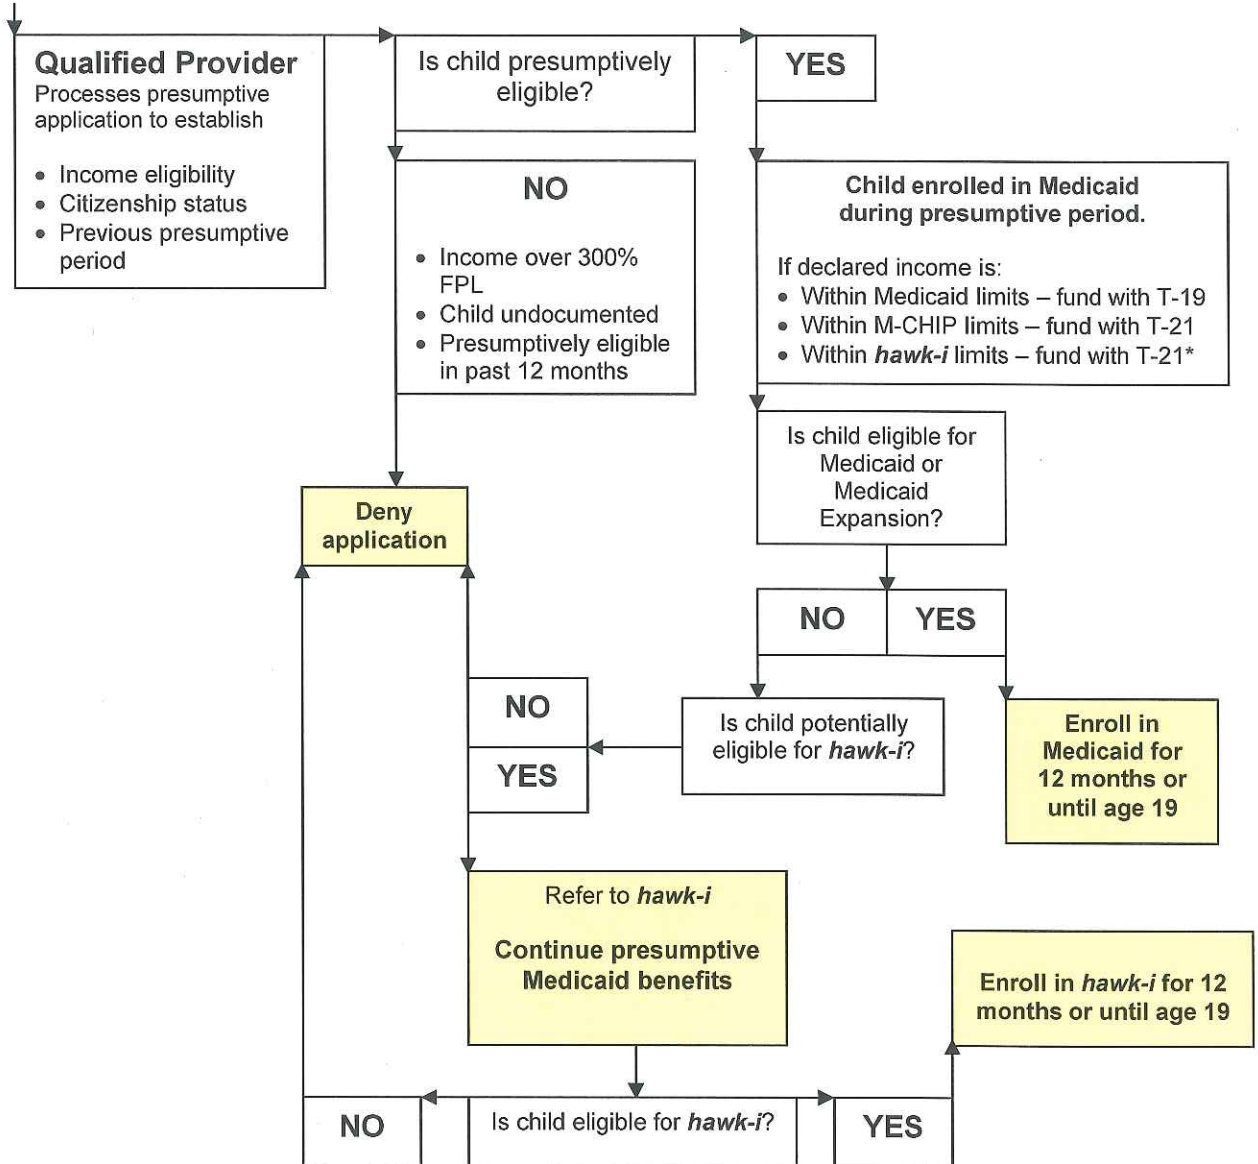 Qualified Provider
Processes presumptive
application to establish
• Income eligibility
• Citizenship status
• Previous presumptive
period
Is child presumptively
eligible?
YES
NO
• Income over 300%
FPL
• Child undocumented
• Presumptively eligible
in past 12 months
Child enrolled in Medicaid
during presumptive period.
If declared income is:
• Within Medicaid limits – fund with T-19
• Within M-CHIP limits – fund with T-21
• Within hawk-i limits – fund with T-21*
Is child eligible for
Medicaid or
Medicaid
Expansion?
Deny
application
NO
YES
NO
YES
Is child potentially
eligible for hawk-i?
Enroll in
Medicaid for
12 months or
until age 19
Refer to hawk-i
Continue presumptive
Medicaid benefits
Enroll in hawk-i for 12
months or until age 19
NO
Is child eligible for hawk-i?
YES